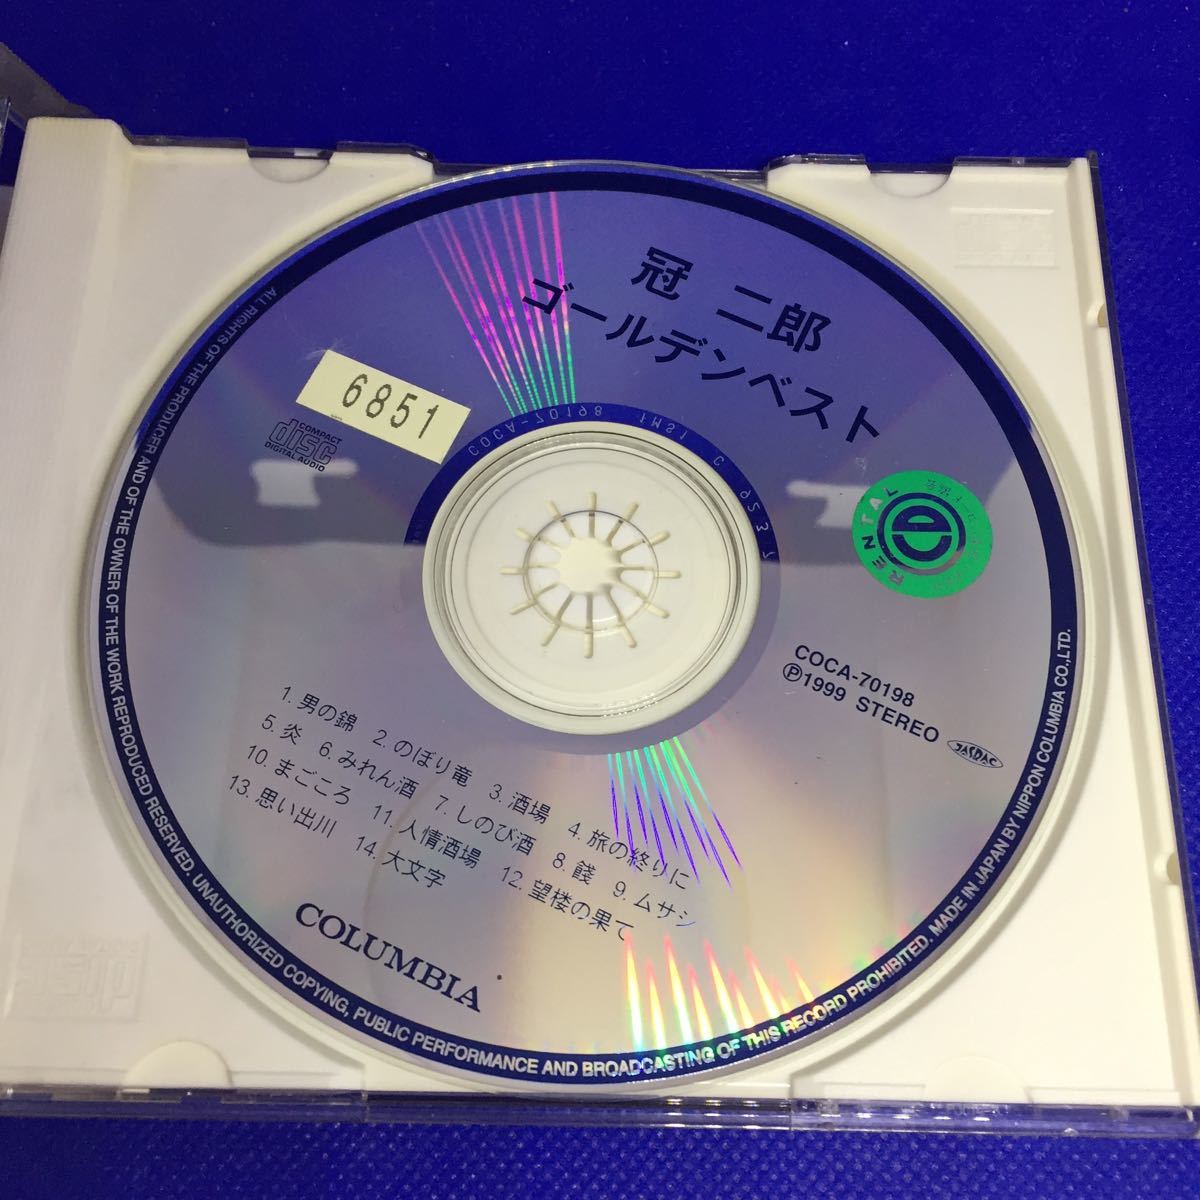 冠 二郎
ゴールデンベスト
6851
COMPACT
disc
DIGITAL AUDIO
COCA-70198 1MS1 C
RENTAL
COCA-70198
Ⓟ1999 STEREO
JASRAC
1. 男の錦 2. のぼり竜 3. 酒場 4. 旅の終りに
5. 炎 6. みれん酒 7. しのび酒 8. 餞 9. ムサシ
10. まごころ 11. 人情酒場 12. 望楼の果て
13. 思い出川 14. 大文字
COLUMBIA
ALL RIGHTS OF THE PRODUCER AND OF THE OWNER OF THE WORK REPRODUCED RESERVED. UNAUTHORIZED COPYING, PUBLIC PERFORMANCE AND BROADCASTING OF THIS RECORD PROHIBITED. MADE IN JAPAN BY NIPPON COLUMBIA CO.,LTD.